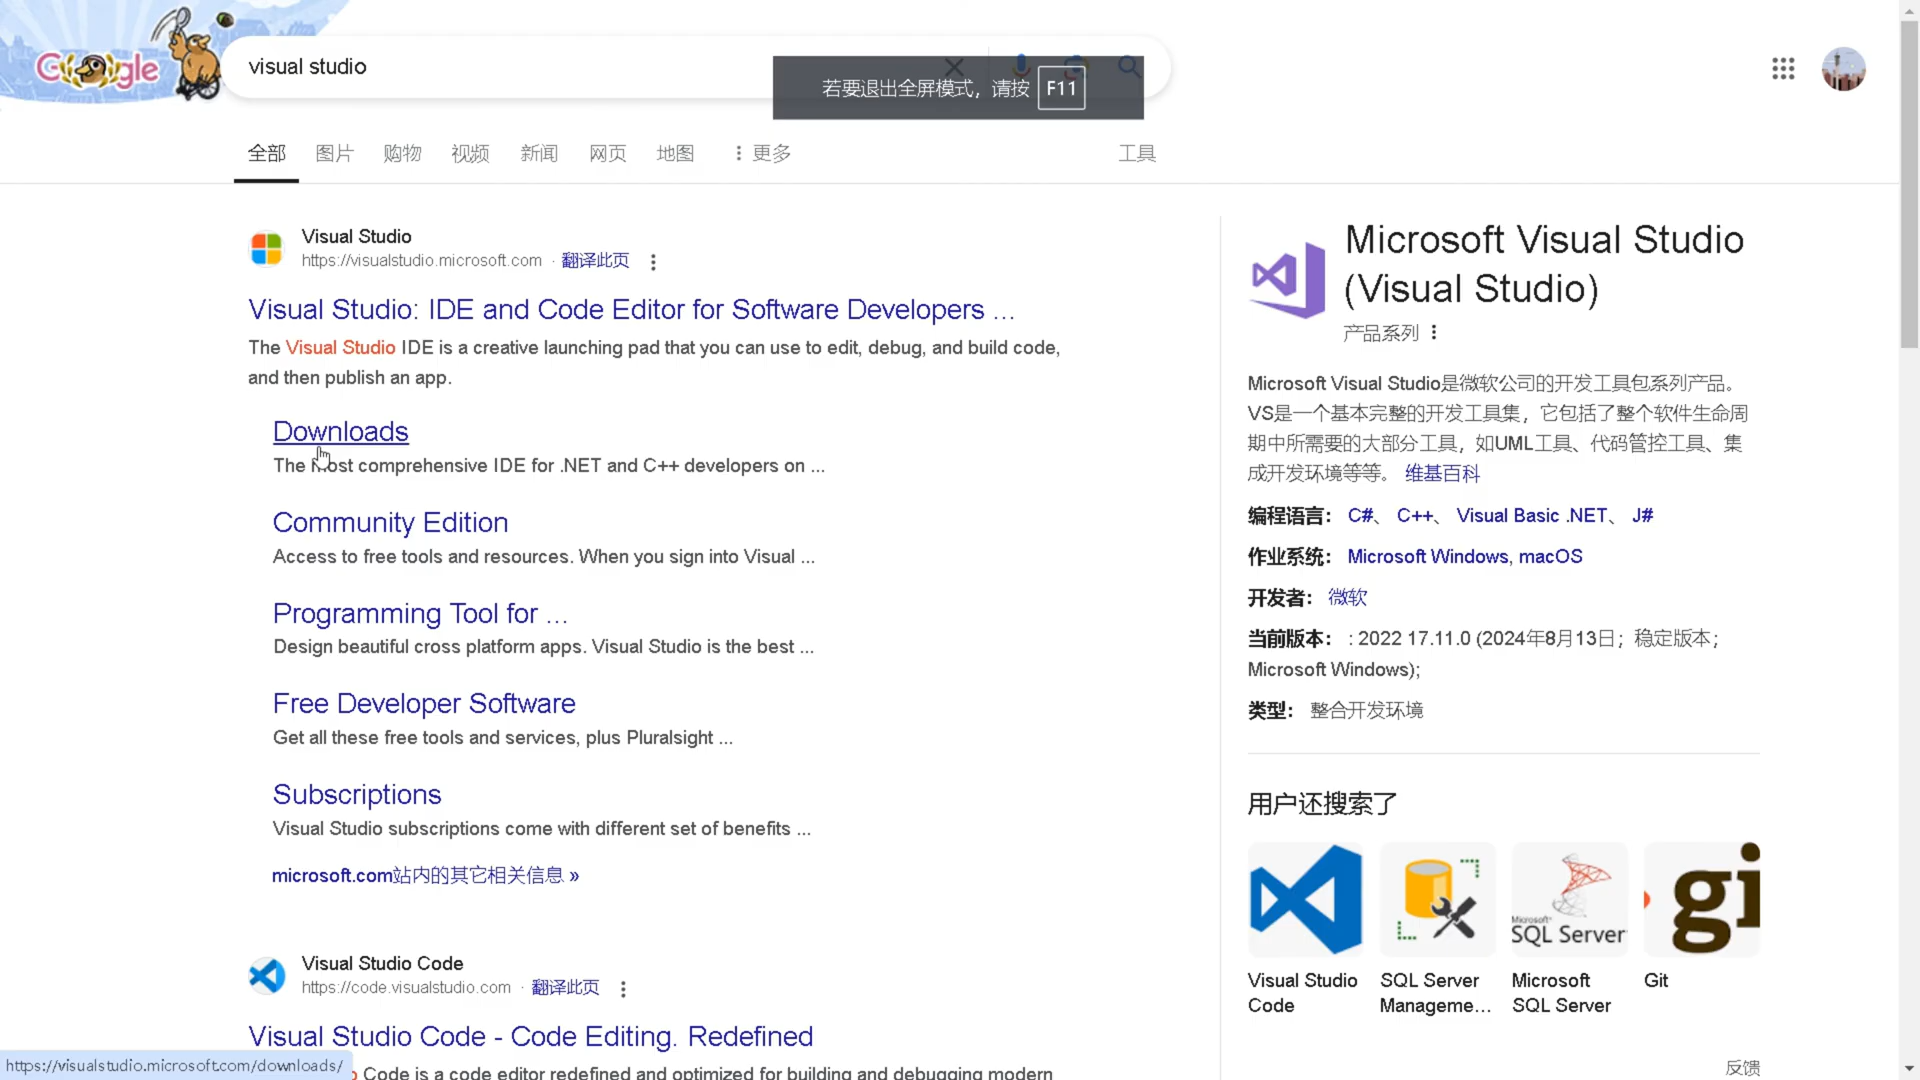 Google
visual studio
若要退出全屏模式，请按 F11
全部
图片
购物
视频
新闻
网页
地图
更多
工具
Visual Studio
https://visualstudio.microsoft.com · 翻译此页
Visual Studio: IDE and Code Editor for Software Developers ...
The Visual Studio IDE is a creative launching pad that you can use to edit, debug, and build code,
and then publish an app.
Downloads
The most comprehensive IDE for .NET and C++ developers on ...
Community Edition
Access to free tools and resources. When you sign into Visual ...
Programming Tool for ...
Design beautiful cross platform apps. Visual Studio is the best ...
Free Developer Software
Get all these free tools and services, plus Pluralsight ...
Subscriptions
Visual Studio subscriptions come with different set of benefits ...
microsoft.com站内的其它相关信息 »
Visual Studio Code
https://code.visualstudio.com · 翻译此页
Visual Studio Code - Code Editing. Redefined
Code is a code editor redefined and optimized for building and debugging modern
https://visualstudio.microsoft.com/downloads/
Microsoft Visual Studio
(Visual Studio)
产品系列
Microsoft Visual Studio是微软公司的开发工具包系列产品。
VS是一个基本完整的开发工具集，它包括了整个软件生命周
期中所需要的大部分工具，如UML工具、代码管控工具、集
成开发环境等等。 维基百科
编程语言： C#、 C++、 Visual Basic .NET、 J#
作业系统： Microsoft Windows, macOS
开发者： 微软
当前版本： : 2022 17.11.0 (2024年8月13日；稳定版本；
Microsoft Windows);
类型： 整合开发环境
用户还搜索了
Microsoft
SQL Server
gi
Visual Studio
Code
SQL Server
Manageme...
Microsoft
SQL Server
Git
反馈